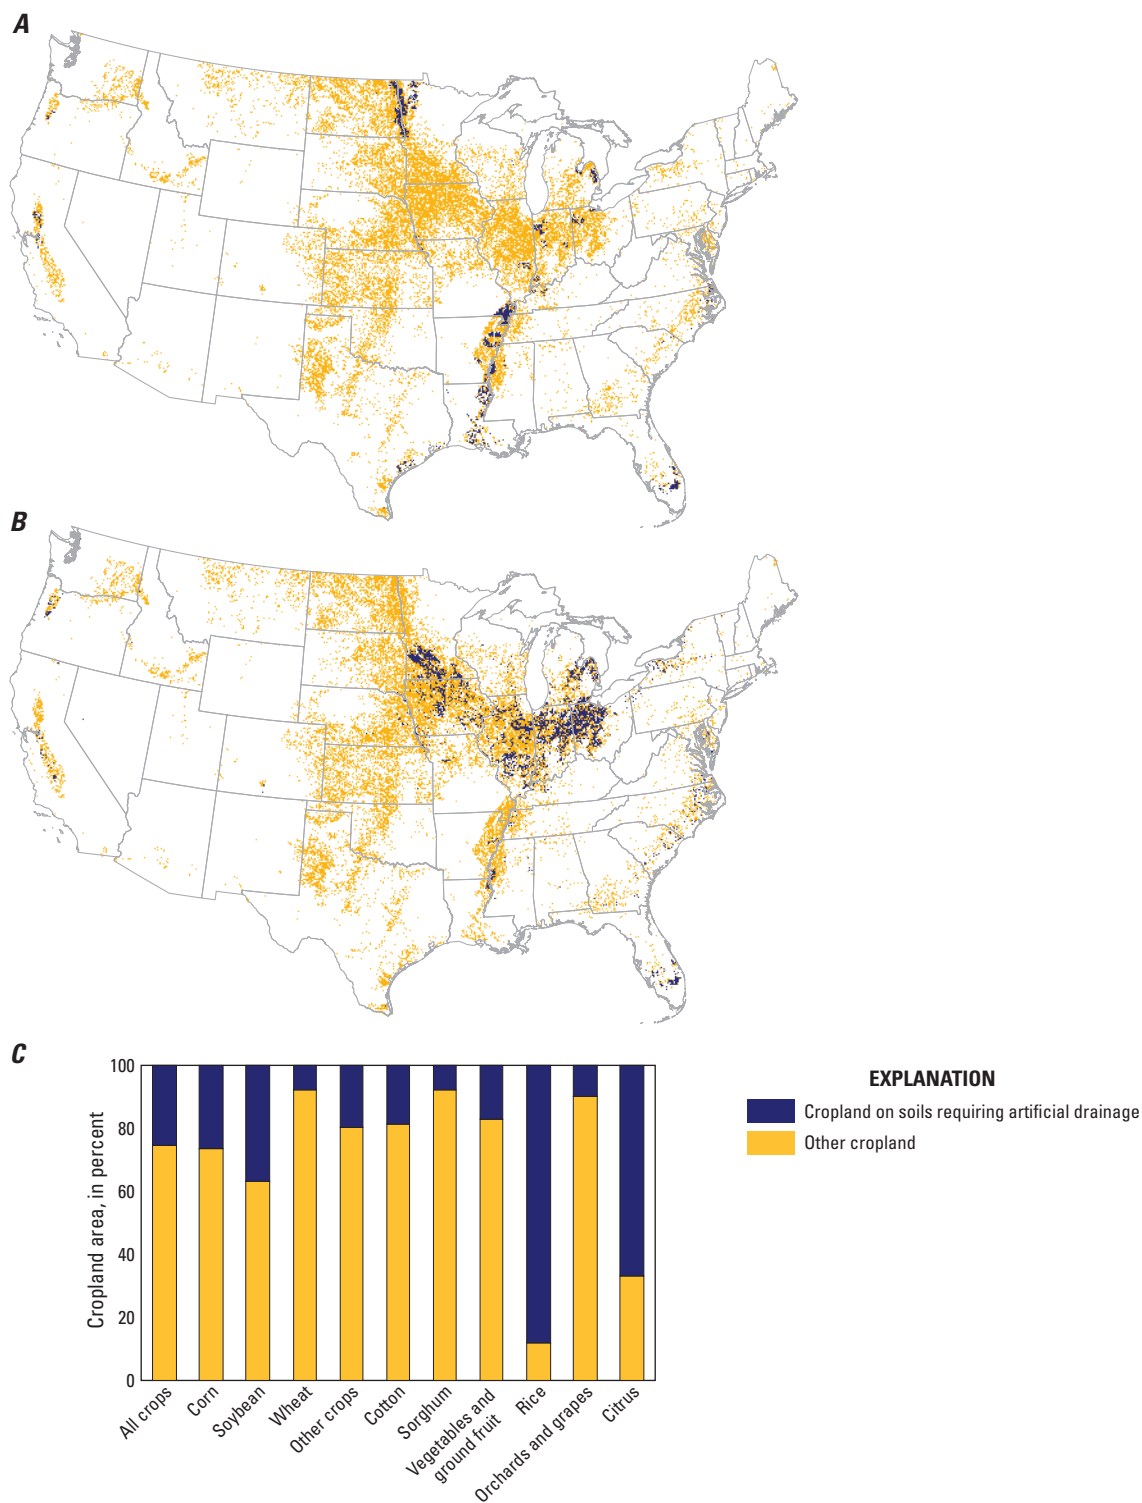 A
B
C
Cropland area, in percent
100
80
60
40
20
0
All crops
Corn
Soybean
Wheat
Other crops
Cotton
Sorghum
Vegetables and
ground fruit
Rice
Orchards and grapes
Citrus
EXPLANATION
Cropland on soils requiring artificial drainage
Other cropland